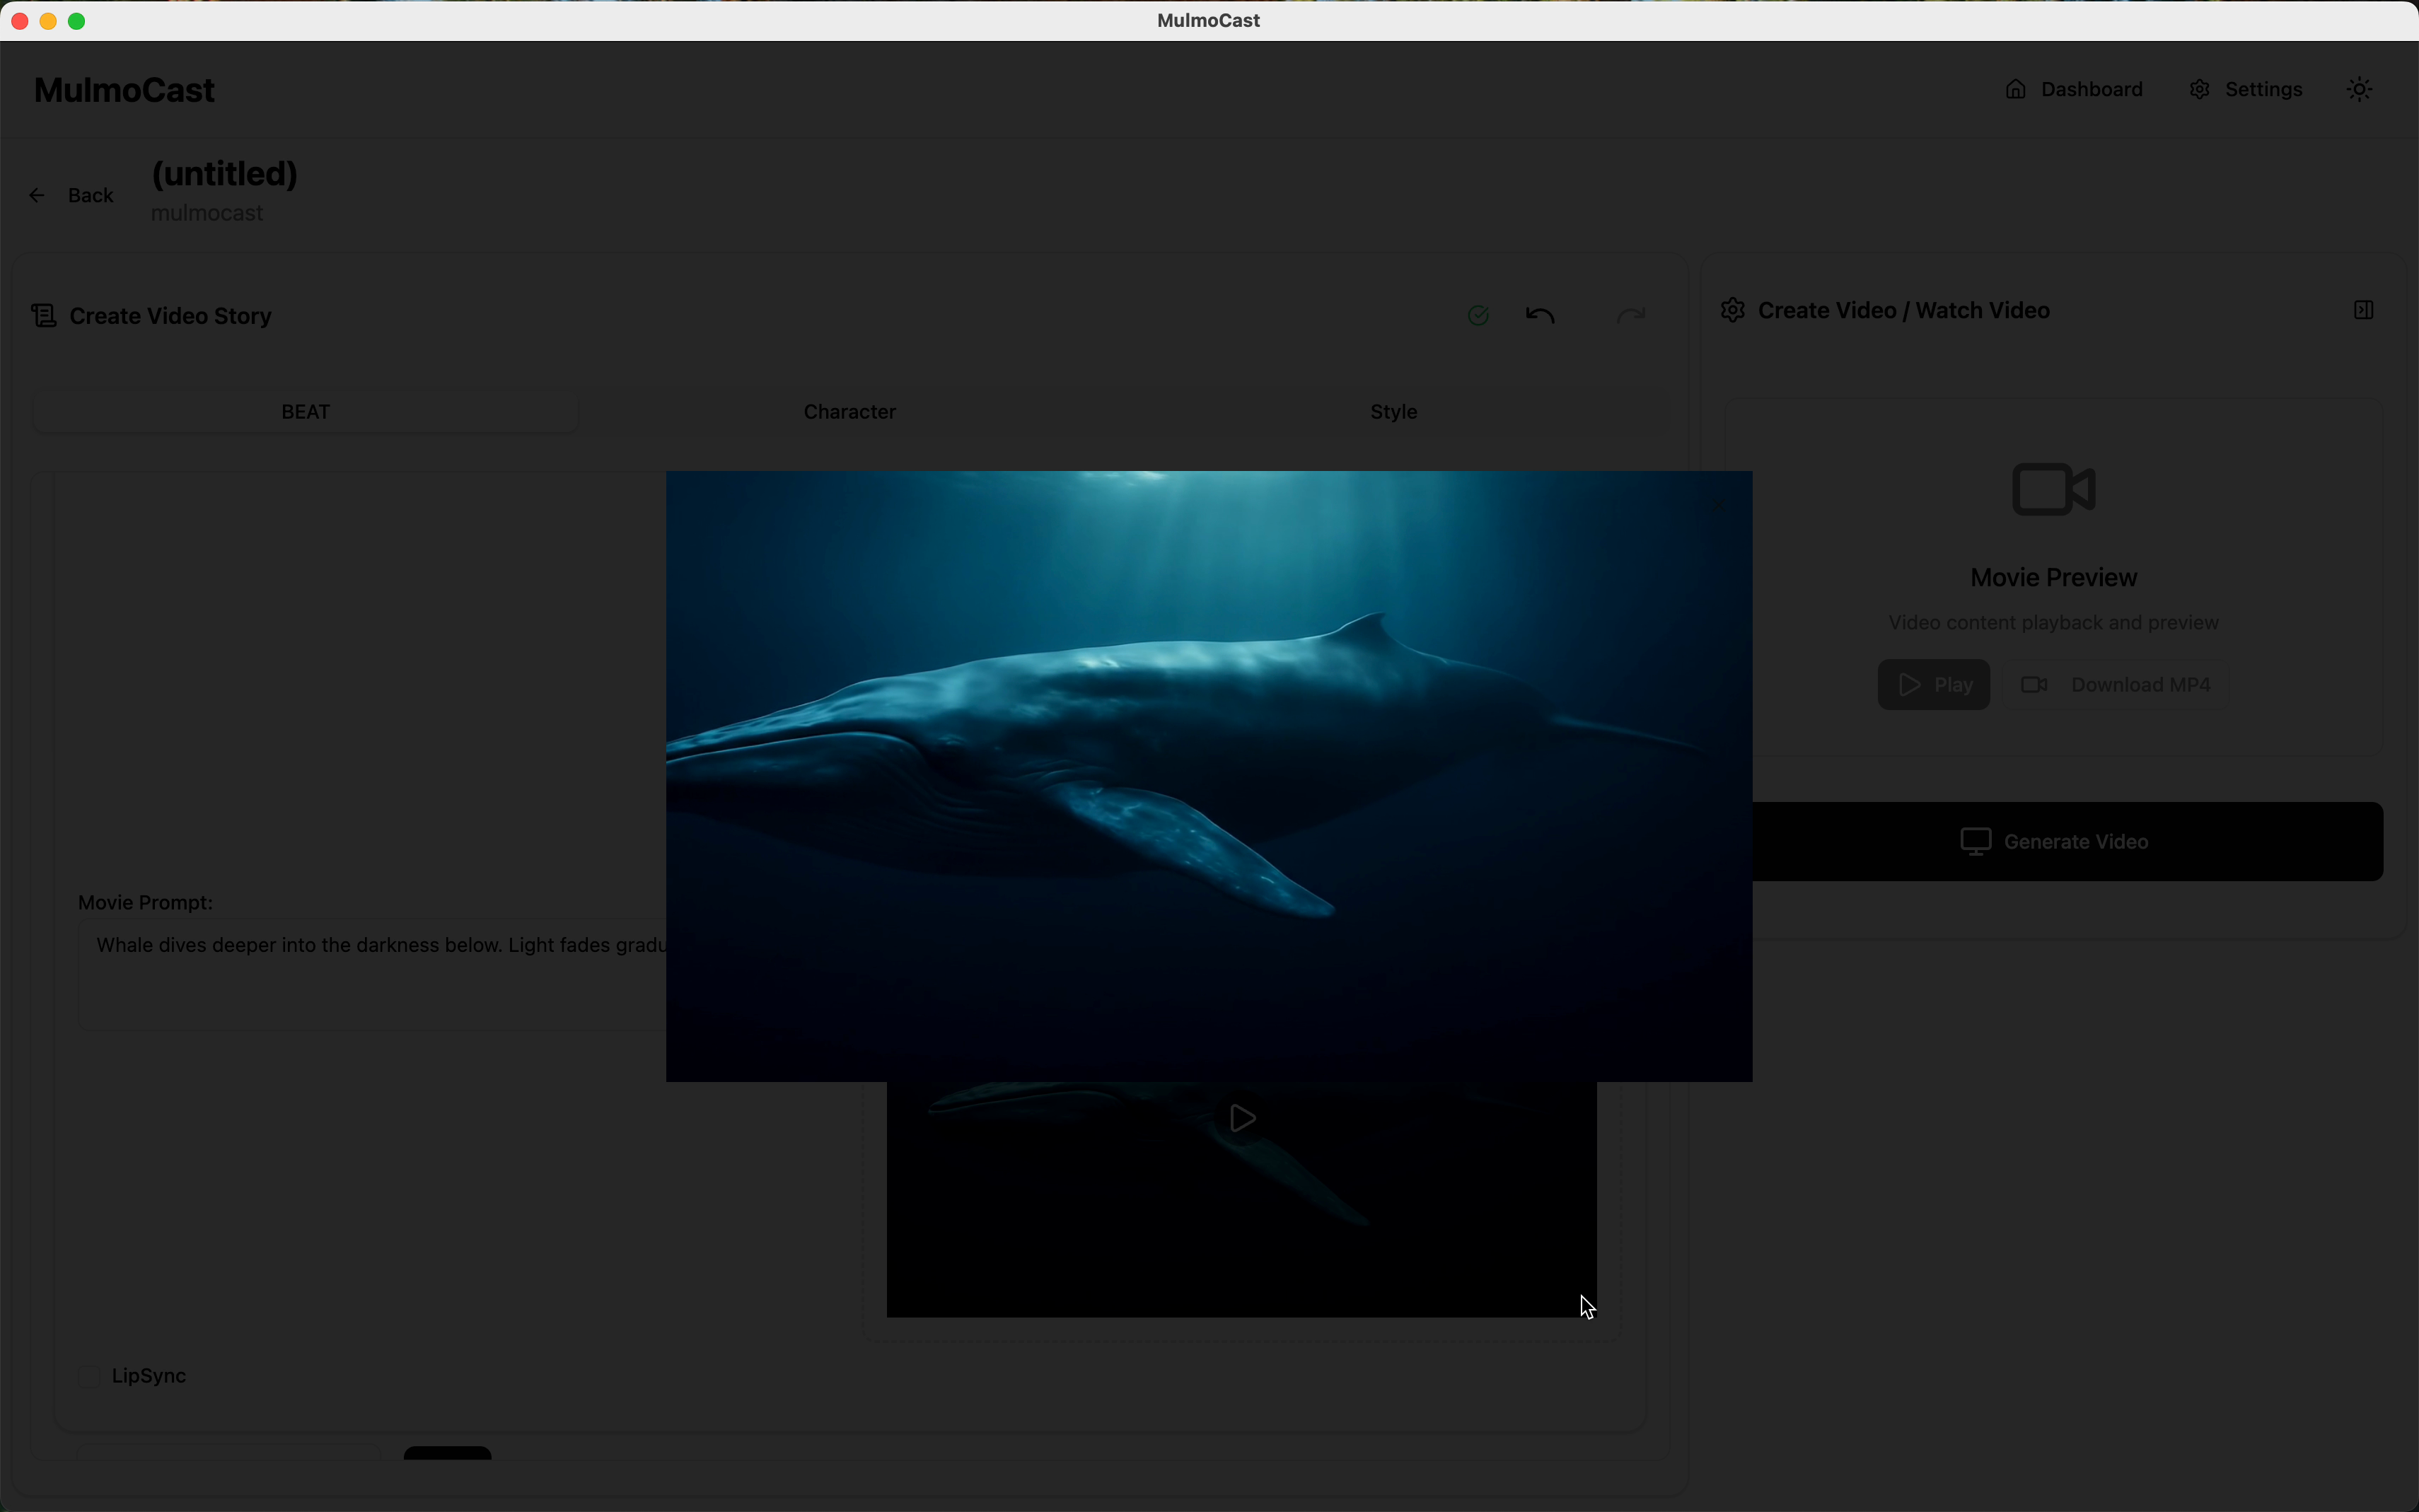 MulmoCast
MulmoCast
Dashboard
Settings
Back
(untitled)
mulmocast
Create Video Story
BEAT
Character
Style
Movie Prompt:
Whale dives deeper into the darkness below. Light fades
LipSync
Create Video / Watch Video
Movie Preview
Video content playback and preview
Play
Download MP4
Generate Video